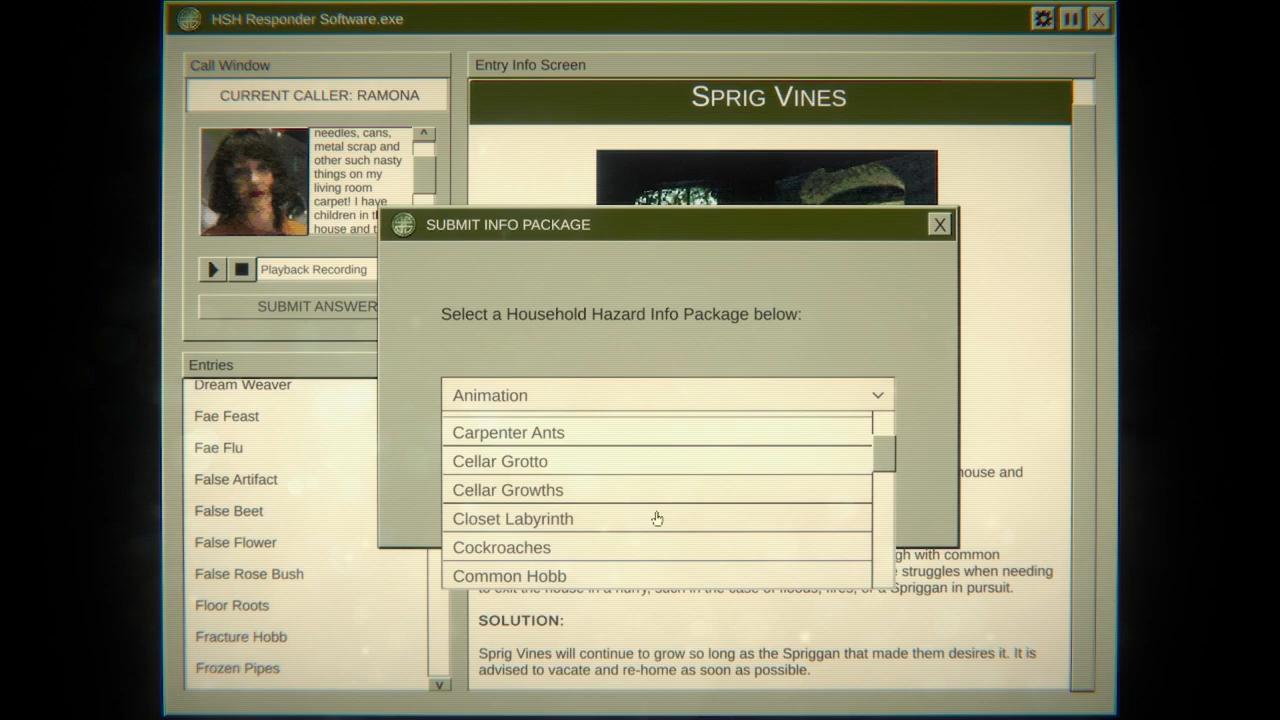 HSH Responder Software.exe
X
Call Window
CURRENT CALLER: RAMONA
needles, cans,
metal scrap and
other such nasty
things on my
living room
carpet! I have
children in t
house and t
Playback Recording
SUBMIT ANSWER
Entries
Dream Weaver
Fae Feast
Fae Flu
False Artifact
False Beet
False Flower
False Rose Bush
Floor Roots
Fracture Hobb
Frozen Pipes
Entry Info Screen
SPRIG VINES
SUBMIT INFO PACKAGE
X
Select a Household Hazard Info Package below:
Animation
Carpenter Ants
Cellar Grotto
Cellar Growths
Closet Labyrinth
Cockroaches
Common Hobb
house and
gh with common
struggles when needing
to exit the house in a hurry, such in the case of floods, fires, or a Spriggan in pursuit.
SOLUTION:
Sprig Vines will continue to grow so long as the Spriggan that made them desires it. It is
advised to vacate and re-home as soon as possible.